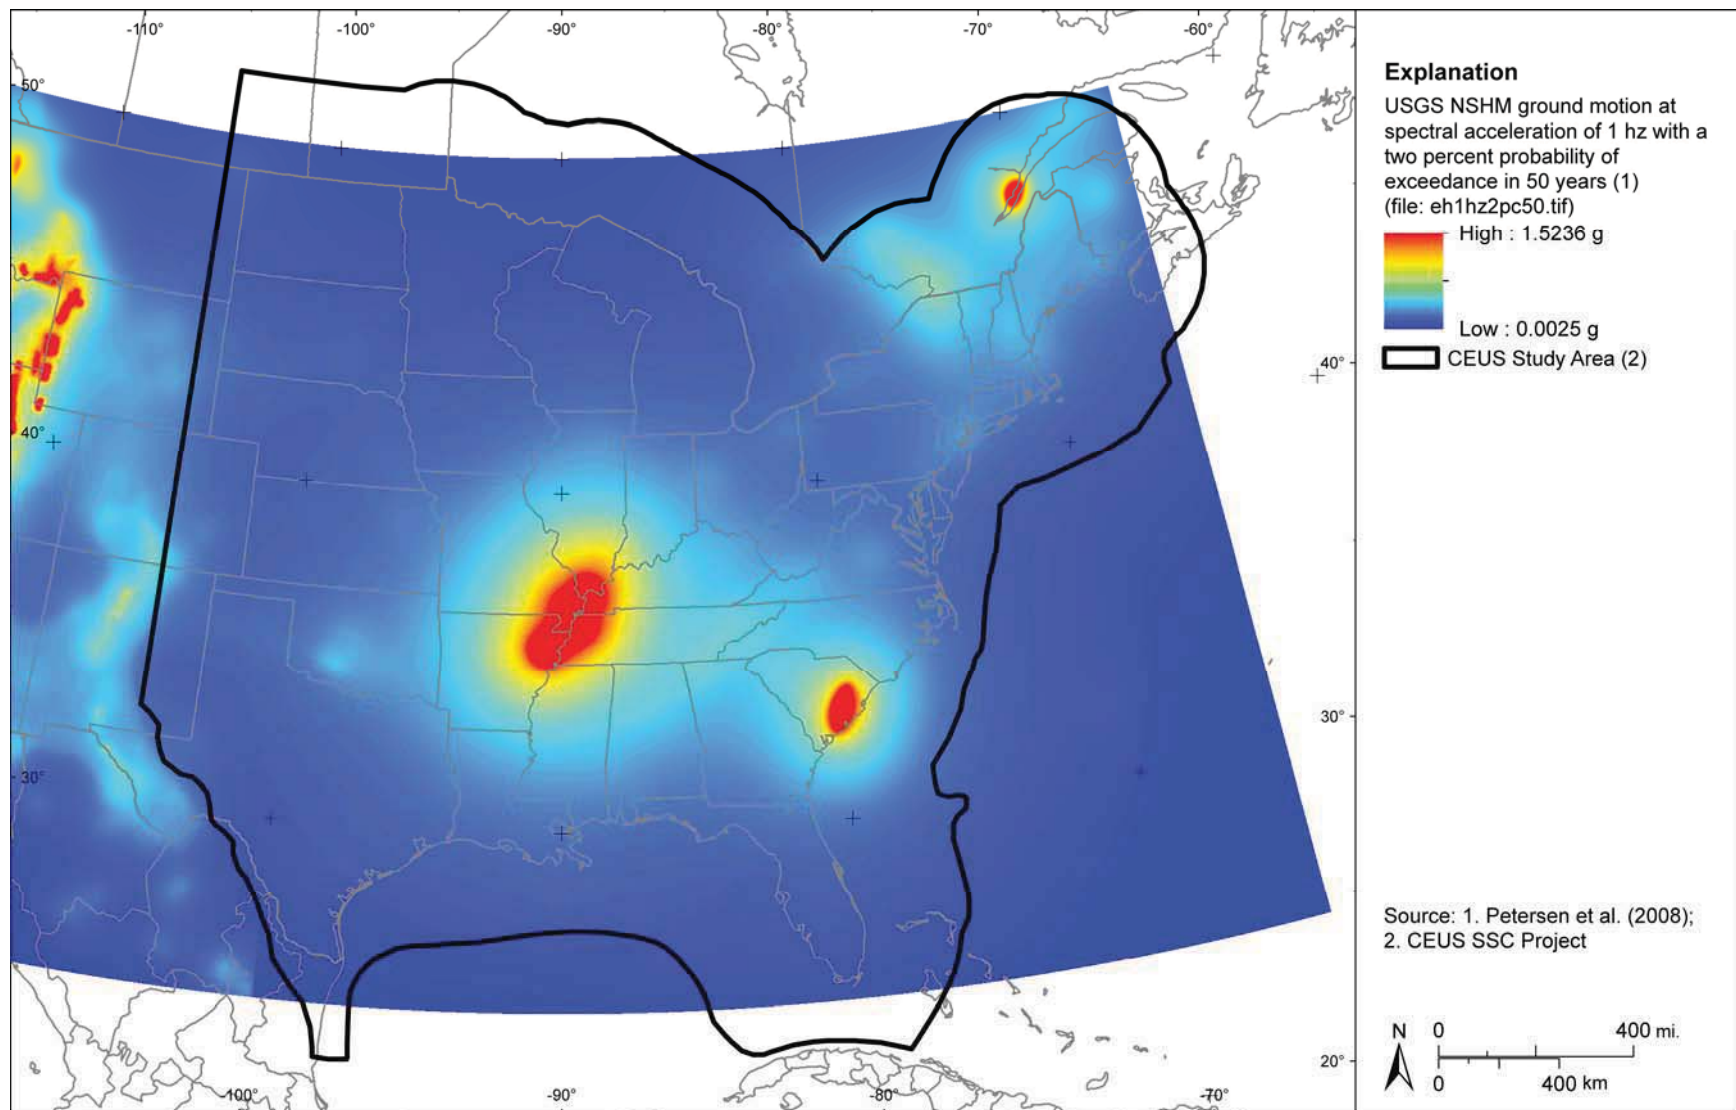 -110°
-100°
-90°
-80°
-70°
-60°
50°
40°
30°
40°
30°
20°
-100°
-90°
-80°
-70°
Explanation
USGS NSHM ground motion at
spectral acceleration of 1 hz with a
two percent probability of
exceedance in 50 years (1)
(file: eh1hz2pc50.tif)
High : 1.5236 g
Low : 0.0025 g
CEUS Study Area (2)
Source: 1. Petersen et al. (2008);
2. CEUS SSC Project
N
0 400 mi.
0 400 km